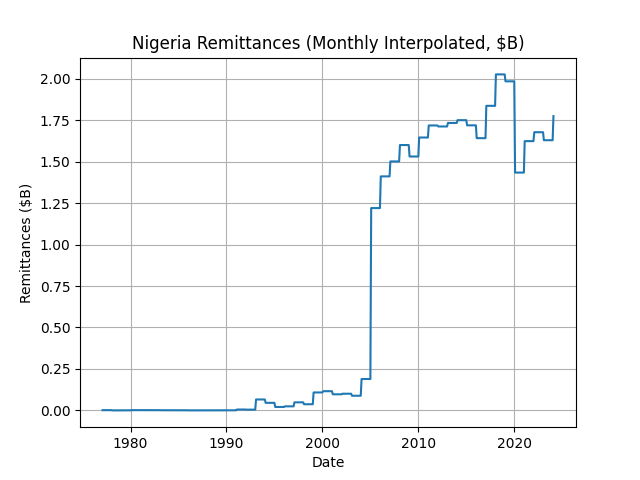 Nigeria Remittances (Monthly Interpolated, $B)
2.00
1.75
1.50
1.25
1.00
0.75
0.50
0.25
0.00
Remittances ($B)
1980 1990 2000 2010 2020
Date